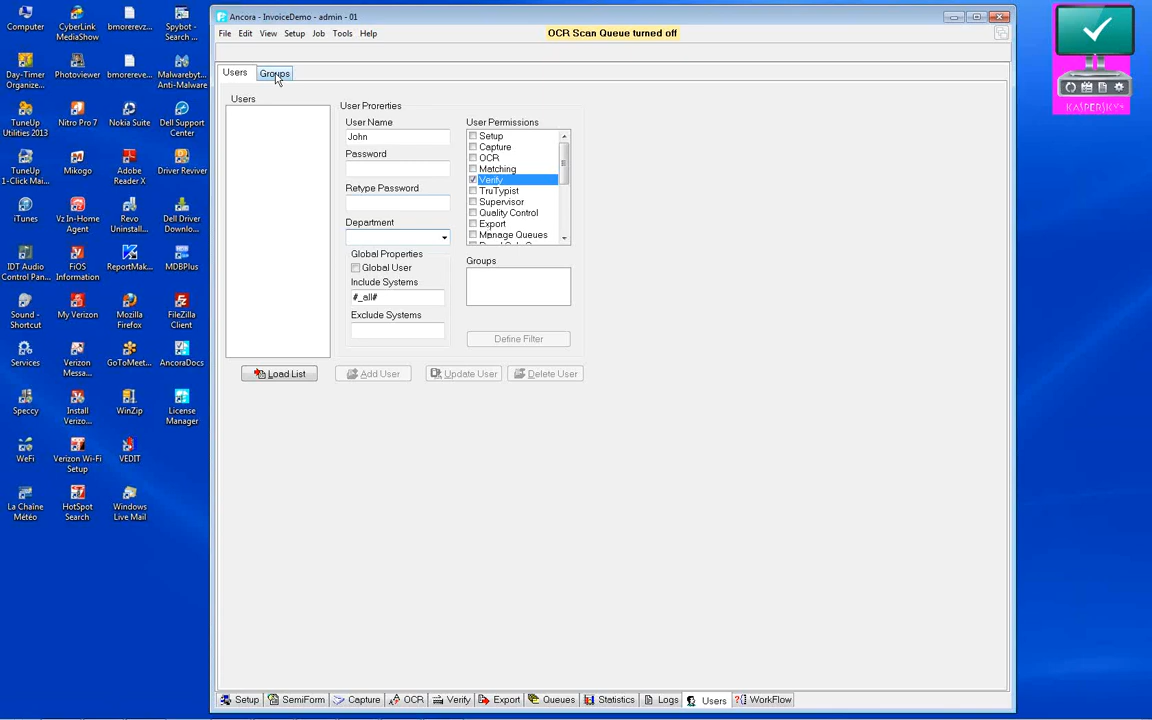 Ancora - InvoiceDemo - admin - 01
File Edit View Setup Job Tools Help
OCR Scan Queue turned off
Users Groups
Users
User Prorerties
User Name
John
Password
Retype Password
Department
Global Properties
Global User
Include Systems
#_all#
Exclude Systems
User Permissions
Setup
Capture
OCR
Matching
Verify
TruTypist
Supervisor
Quality Control
Export
Manage Queues
Groups
Define Filter
Load List Add User Update User Delete User
Setup SemiForm Capture OCR Verify Export Queues Statistics Logs Users WorkFlow
Computer
CyberLink MediaShow
bmorerevz...
Spybot - Search ...
Day-Timer Organize...
Photoviewer
bmorereve...
Malwarebyt... Anti-Malware
TuneUp Utilities 2013
Nitro Pro 7
Nokia Suite
Dell Support Center
TuneUp 1-Click Mai...
Mikogo
Adobe Reader X
Driver Reviver
iTunes
Vz In-Home Agent
Revo Uninstall...
Dell Driver Downlo...
IDT Audio Control Pan...
FiOS Information
ReportMak...
MDBPlus
Sound - Shortcut
My Verizon
Mozilla Firefox
FileZilla Client
Services
Verizon Messa...
GoToMeet...
AncoraDocs
Speccy
Install Verizo...
WinZip
License Manager
WeFi
Verizon Wi-Fi Setup
VEDIT
La Chaîne Météo
HotSpot Search
Windows Live Mail
KASPERSKY